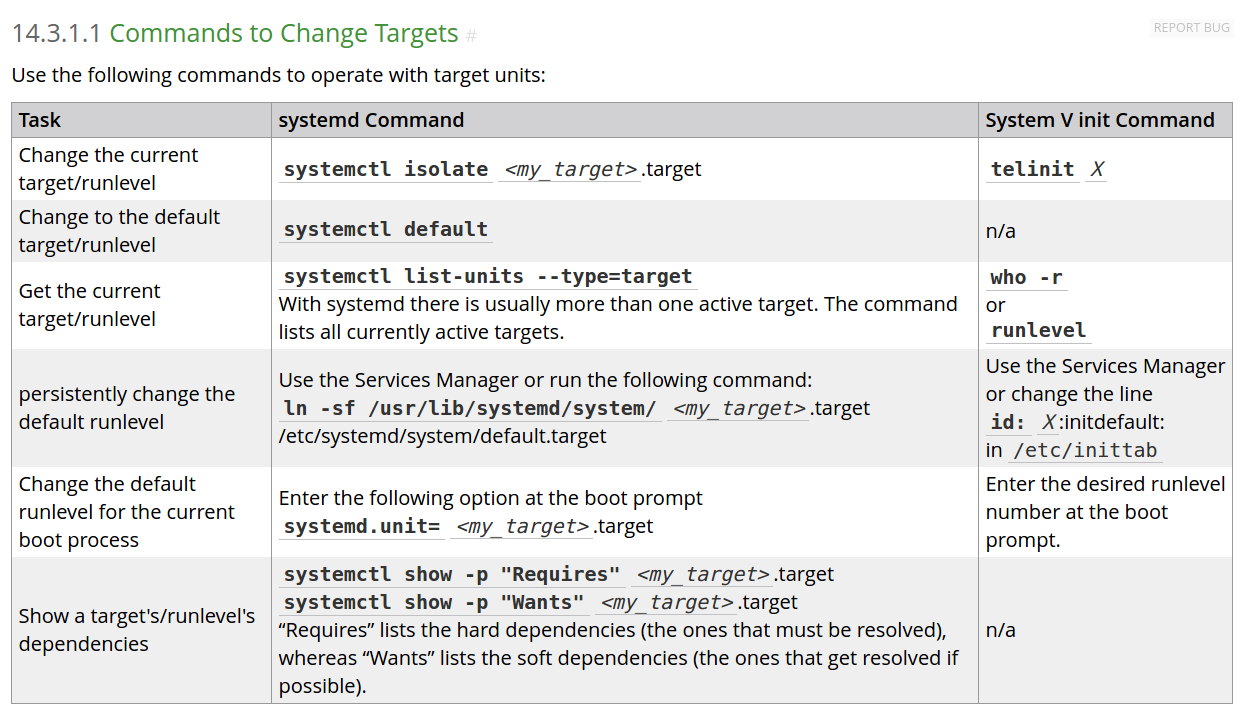 14.3.1.1 Commands to Change Targets #
REPORT BUG
Use the following commands to operate with target units:
Task
systemd Command
System V init Command
Change the current
target/runlevel
systemctl isolate <my_target>.target
telinit X
Change to the default
target/runlevel
systemctl default
n/a
Get the current
target/runlevel
systemctl list-units --type=target
With systemd there is usually more than one active target. The command
lists all currently active targets.
who -r
or
runlevel
persistently change the
default runlevel
Use the Services Manager or run the following command:
ln -sf /usr/lib/systemd/system/ <my_target>.target
/etc/systemd/system/default.target
Use the Services Manager
or change the line
id: X:initdefault:
in /etc/inittab
Change the default
runlevel for the current
boot process
Enter the following option at the boot prompt
systemd.unit= <my_target>.target
Enter the desired runlevel
number at the boot
prompt.
Show a target's/runlevel's
dependencies
systemctl show -p "Requires" <my_target>.target
systemctl show -p "Wants" <my_target>.target
“Requires” lists the hard dependencies (the ones that must be resolved),
whereas “Wants” lists the soft dependencies (the ones that get resolved if
possible).
n/a